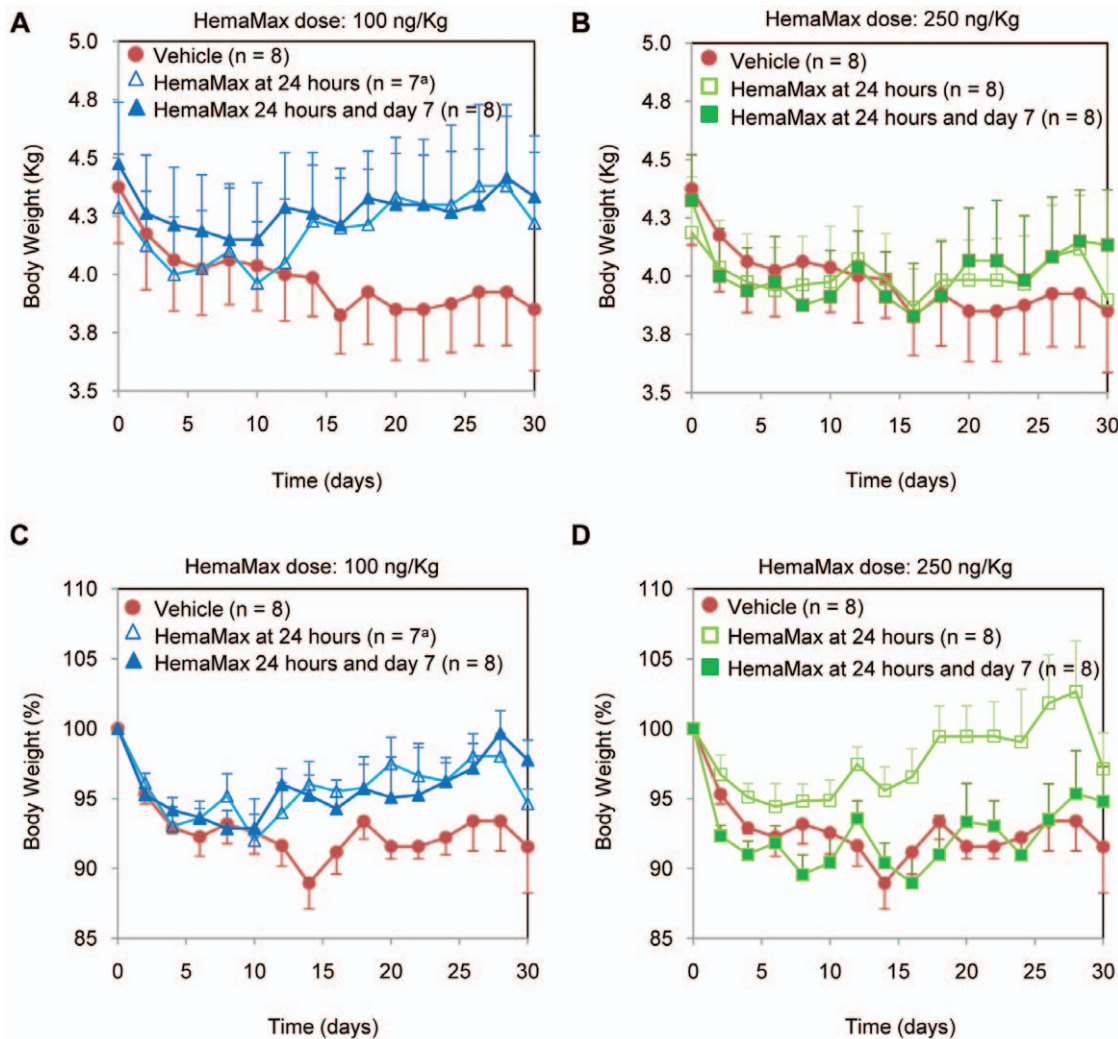 A
HemaMax dose: 100 ng/Kg
Vehicle (n = 8)
HemaMax at 24 hours (n = 7ª)
HemaMax 24 hours and day 7 (n = 8)
Body Weight (Kg)
5.0
4.8
4.5
4.3
4.0
3.8
3.5
0 5 10 15 20 25 30
Time (days)
B
HemaMax dose: 250 ng/Kg
Vehicle (n = 8)
HemaMax at 24 hours (n = 8)
HemaMax at 24 hours and day 7 (n = 8)
Body Weight (Kg)
5.0
4.8
4.5
4.3
4.0
3.8
3.5
0 5 10 15 20 25 30
Time (days)
C
HemaMax dose: 100 ng/Kg
Vehicle (n = 8)
HemaMax at 24 hours (n = 7ª)
HemaMax 24 hours and day 7 (n = 8)
Body Weight (%)
110
105
100
95
90
85
0 5 10 15 20 25 30
Time (days)
D
HemaMax dose: 250 ng/Kg
Vehicle (n = 8)
HemaMax at 24 hours (n = 8)
HemaMax at 24 hours and day 7 (n = 8)
Body Weight (%)
110
105
100
95
90
85
0 5 10 15 20 25 30
Time (days)